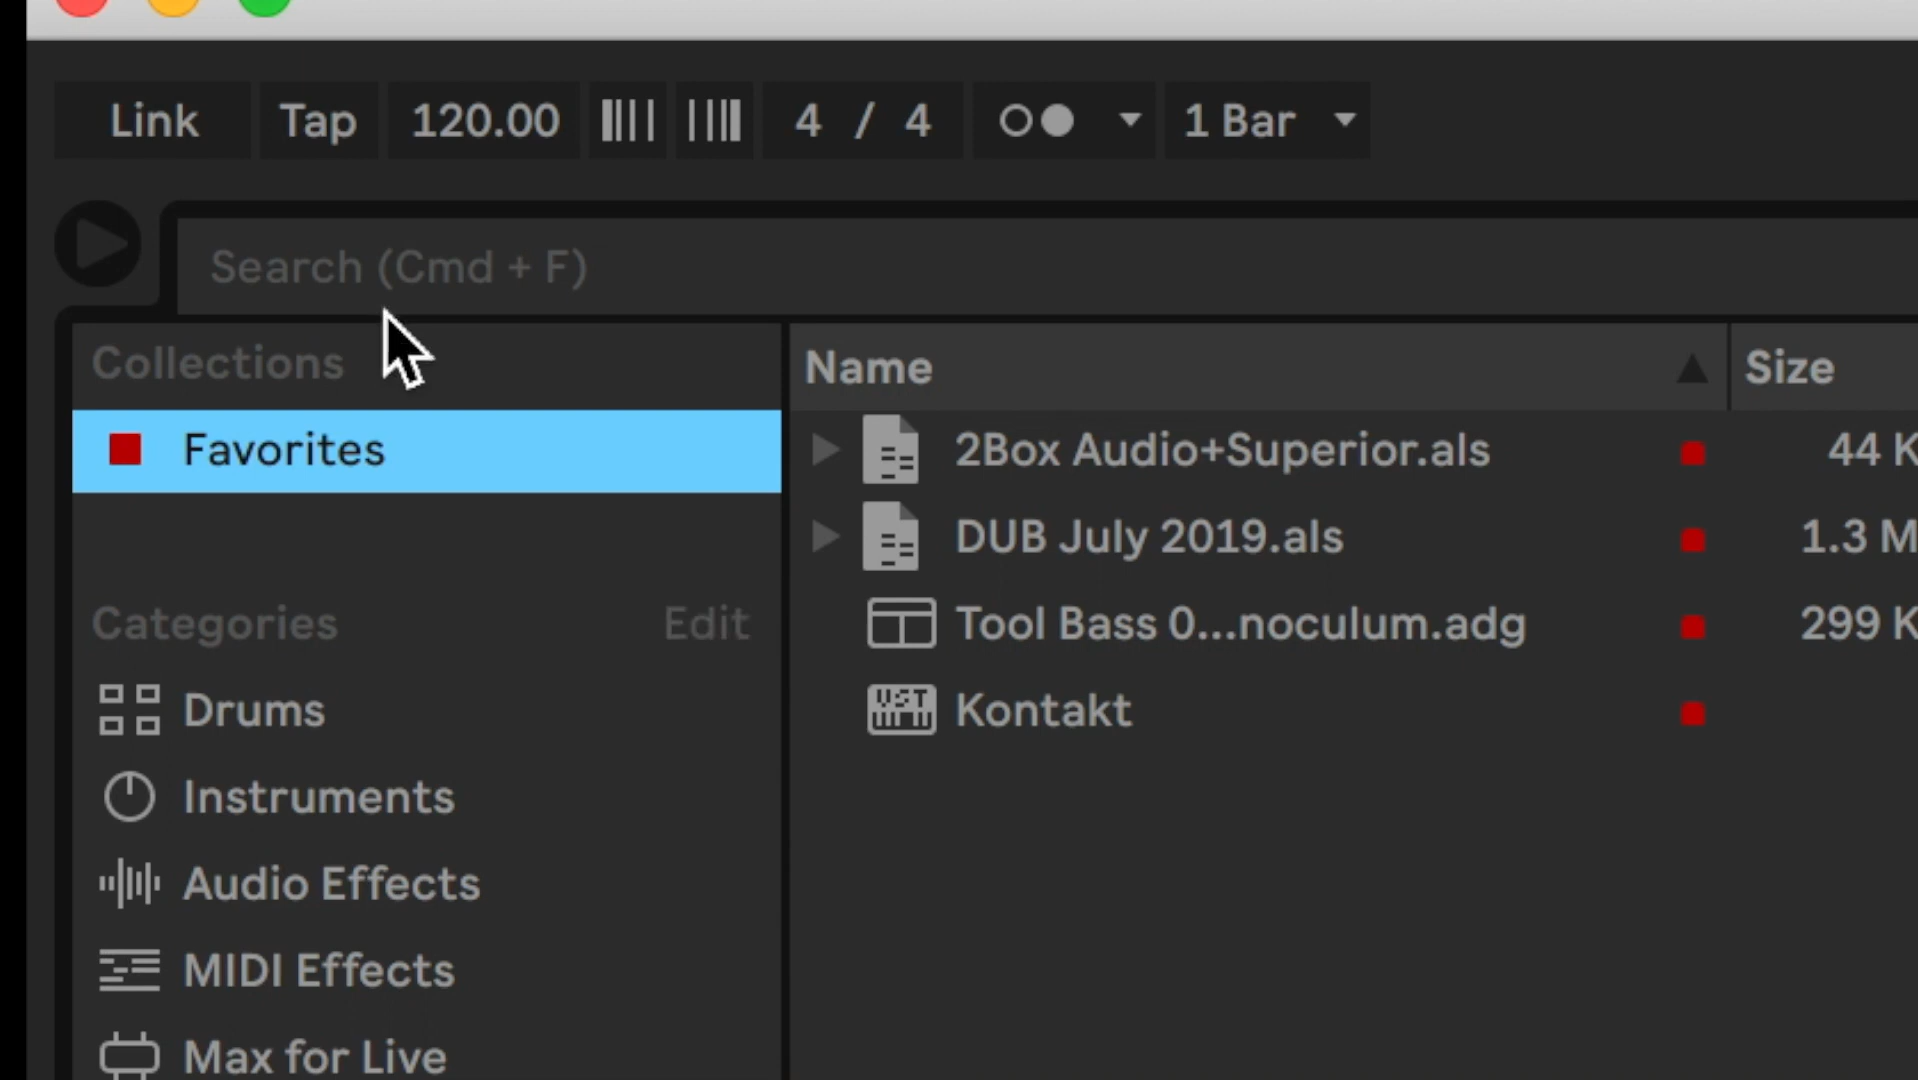 Link Tap 120.00 4 / 4 1 Bar
Search (Cmd + F)
Collections
Name Size
Favorites
2Box Audio+Superior.als 44 K
DUB July 2019.als 1.3 M
Categories Edit
Tool Bass 0...noculum.adg 299 K
Drums
VST Kontakt
Instruments
Audio Effects
MIDI Effects
Max for Live